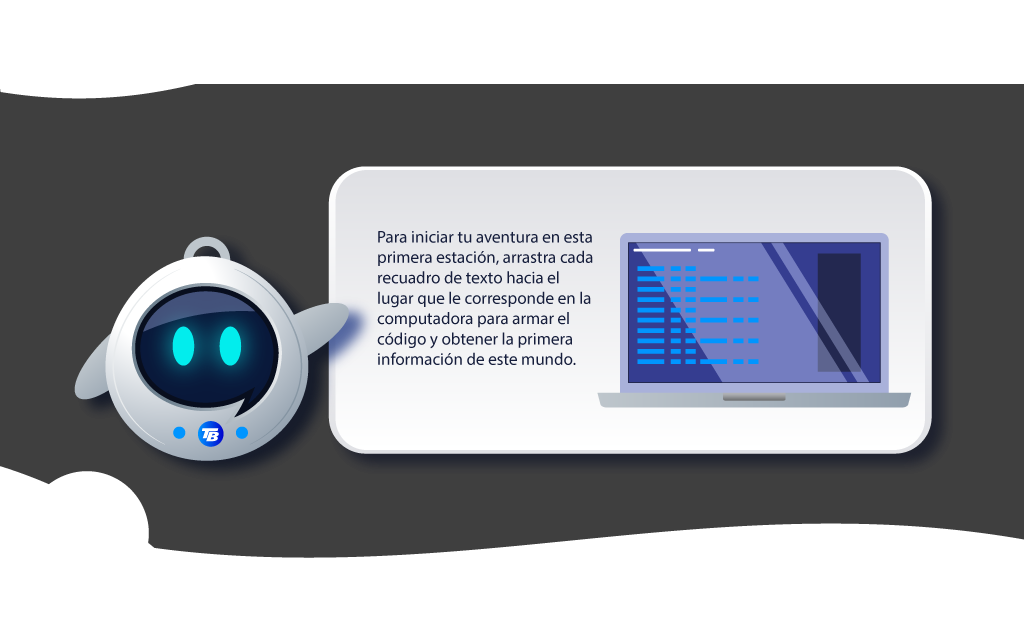 Para iniciar tu aventura en esta
primera estación, arrastra cada
recuadro de texto hacia el
lugar que le corresponde en la
computadora para armar el
código y obtener la primera
información de este mundo.
TB